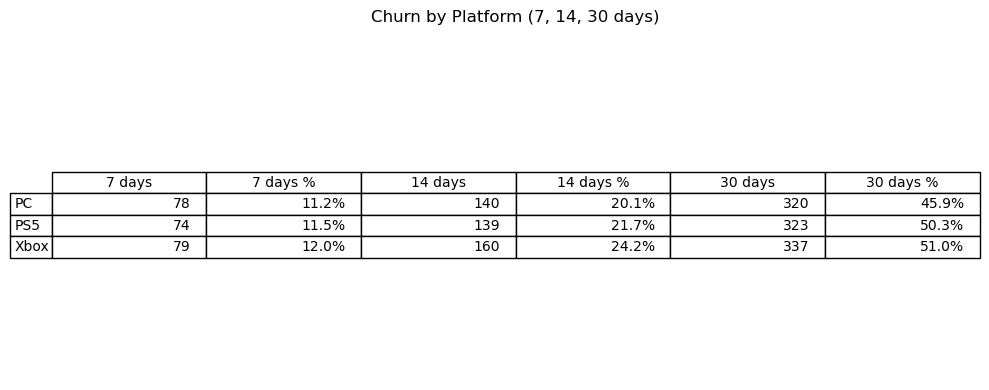 Churn by Platform (7, 14, 30 days)
7 days 7 days % 14 days 14 days % 30 days 30 days %
PC 78 11.2% 140 20.1% 320 45.9%
PS5 74 11.5% 139 21.7% 323 50.3%
Xbox 79 12.0% 160 24.2% 337 51.0%